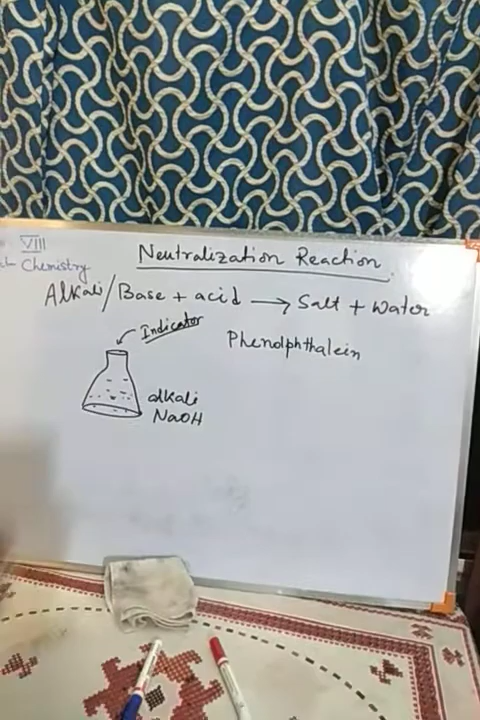 VIII
Chemistry
Neutralization Reaction
Alkali/Base + acid → Salt + Water
Indicator
Phenolphthalein
alkali
NaOH